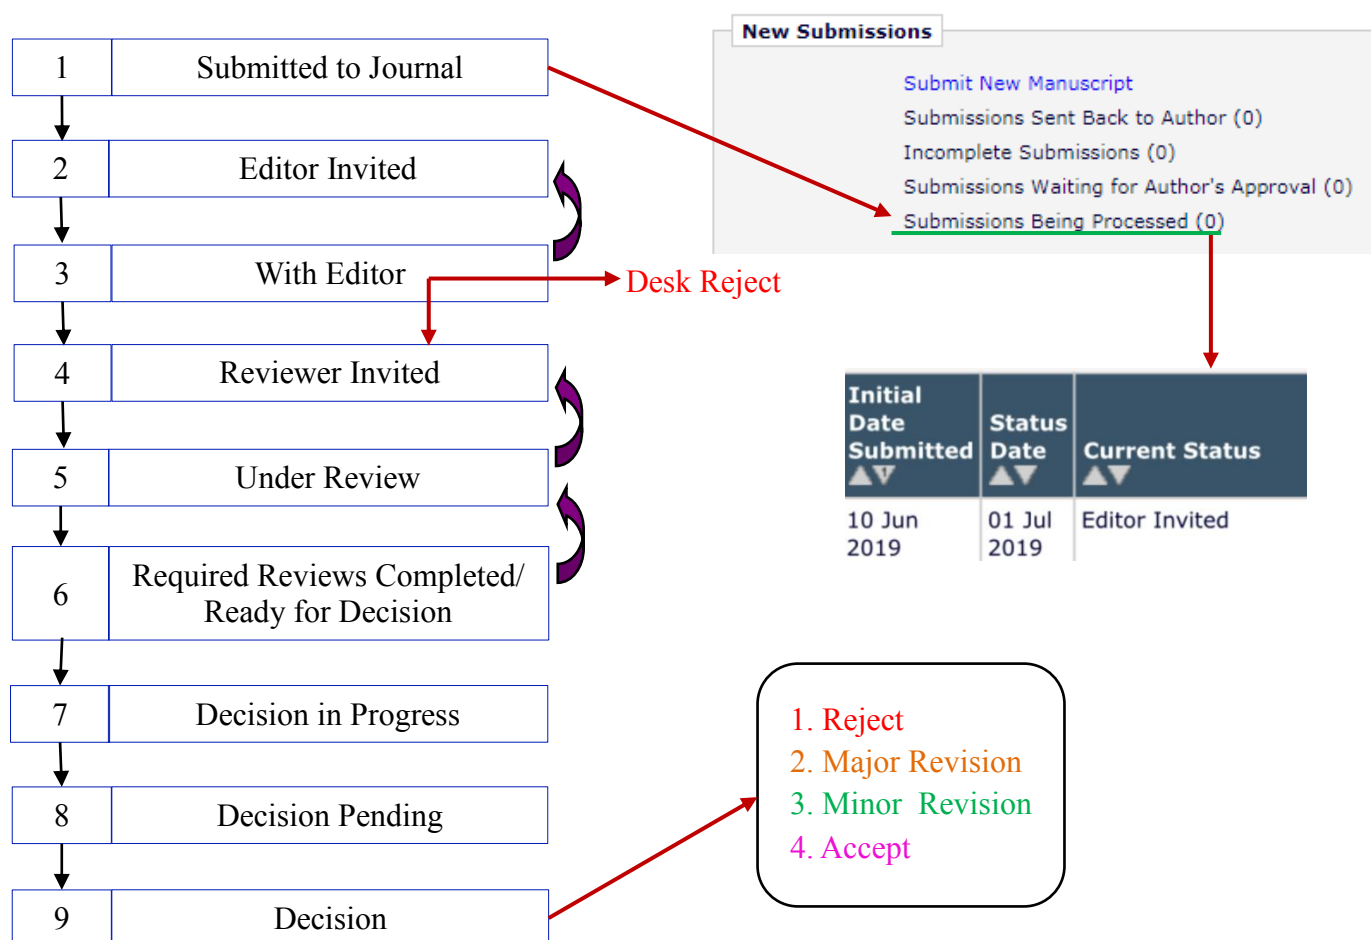 1
Submitted to Journal
2
Editor Invited
3
With Editor
Desk Reject
4
Reviewer Invited
5
Under Review
6
Required Reviews Completed/
Ready for Decision
7
Decision in Progress
8
Decision Pending
9
Decision
New Submissions
Submit New Manuscript
Submissions Sent Back to Author (0)
Incomplete Submissions (0)
Submissions Waiting for Author's Approval (0)
Submissions Being Processed (0)
Initial
Date
Submitted
1
Status
Date
Current Status
10 Jun
2019
01 Jul
2019
Editor Invited
1. Reject
2. Major Revision
3. Minor  Revision
4. Accept